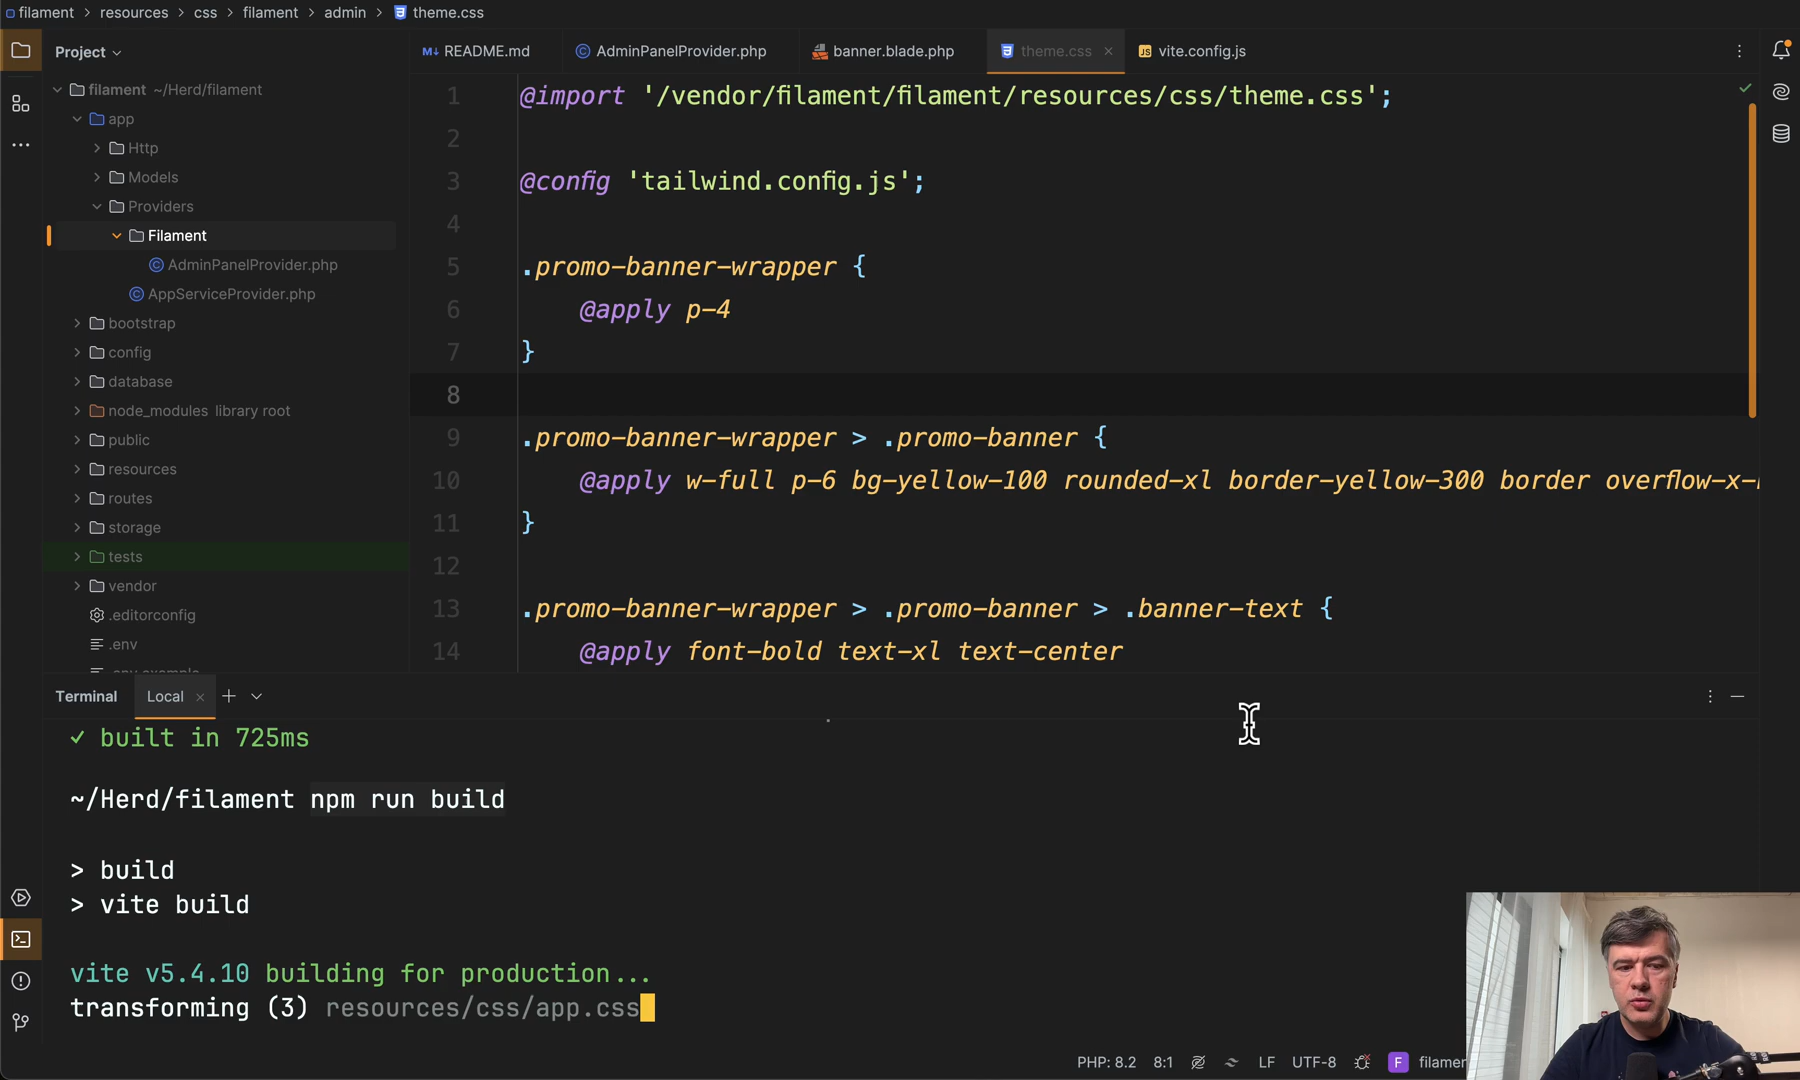 filament > resources > css > filament > admin > theme.css
Project
README.md
AdminPanelProvider.php
banner.blade.php
theme.css
vite.config.js
filament ~/Herd/filament
app
Http
Models
Providers
Filament
AdminPanelProvider.php
AppServiceProvider.php
bootstrap
config
database
node_modules library root
public
resources
routes
storage
tests
vendor
.editorconfig
.env
.env.example
1 @import '/vendor/filament/filament/resources/css/theme.css';
2
3 @config 'tailwind.config.js';
4
5 .promo-banner-wrapper {
6 @apply p-4
7 }
8
9 .promo-banner-wrapper > .promo-banner {
10 @apply w-full p-6 bg-yellow-100 rounded-xl border-yellow-300 border overflow-x-
11 }
12
13 .promo-banner-wrapper > .promo-banner > .banner-text {
14 @apply font-bold text-xl text-center
Terminal
Local
✓ built in 725ms
~/Herd/filament npm run build
> build
> vite build
vite v5.4.10 building for production...
transforming (3) resources/css/app.css
PHP: 8.2
8:1
LF
UTF-8
F
filamen